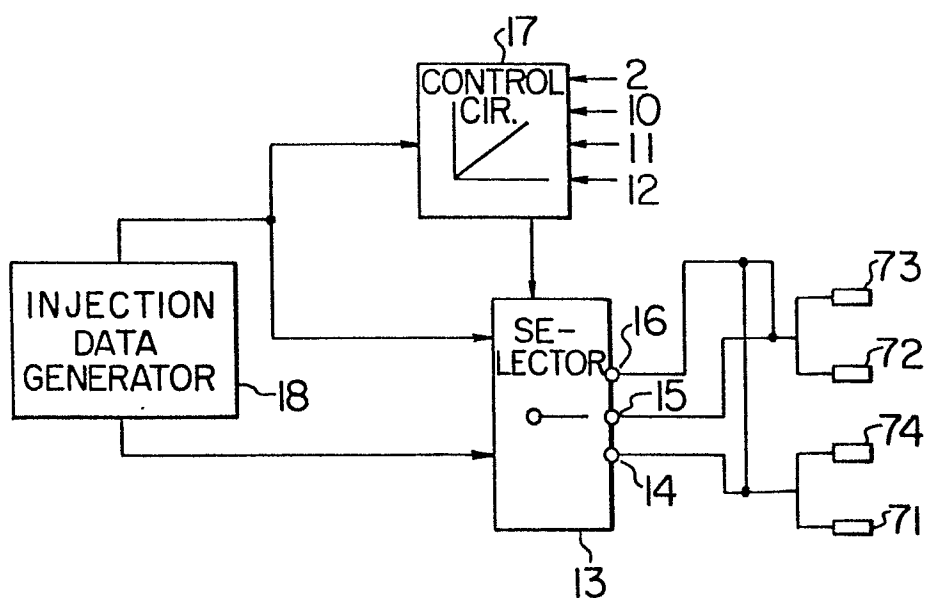 17
CONTROL
CIR.
2
10
11
12
INJECTION
DATA
GENERATOR
18
SE-
LECTOR
16
15
14
13
73
72
74
71